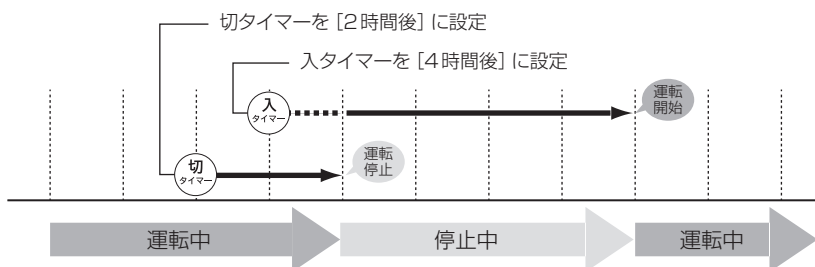 切タイマーを［2時間後］に設定
入タイマーを［4時間後］に設定
入
タイマー
運転
開始
切
タイマー
運転
停止
運転中
停止中
運転中